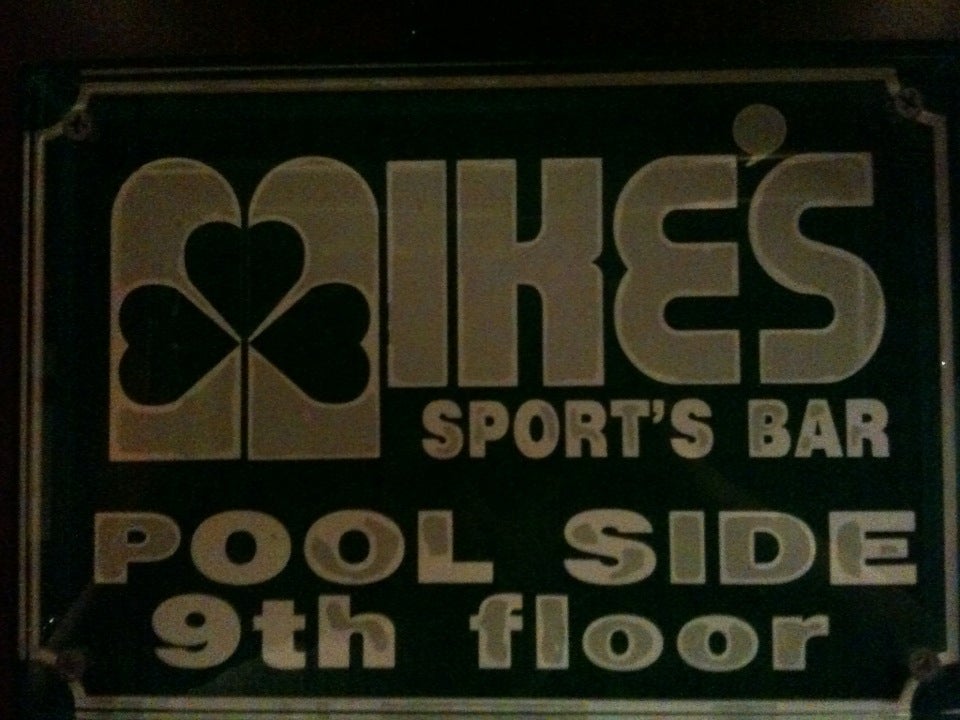 MIKE'S
SPORT'S BAR
POOL SIDE
9th floor